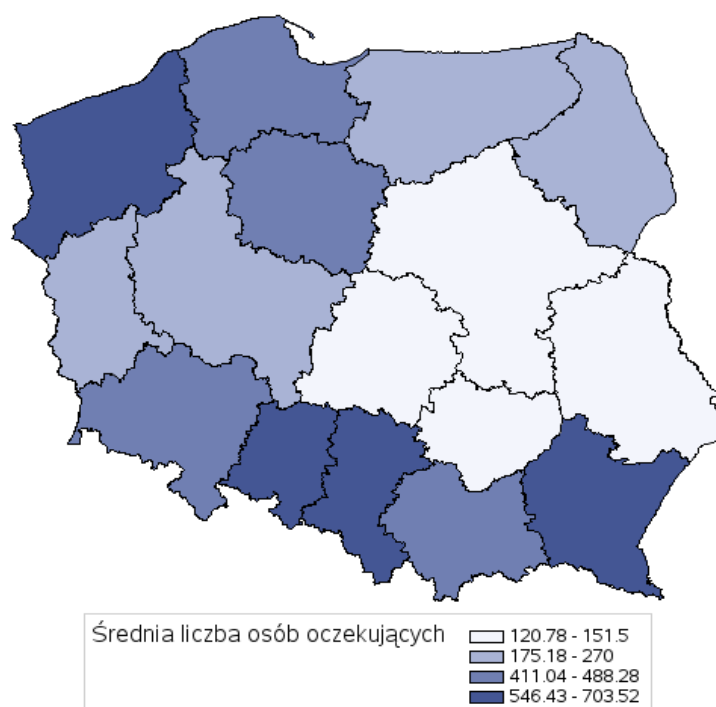 Średnia liczba osób oczekujących
120.78 - 151.5
175.18 - 270
411.04 - 488.28
546.43 - 703.52